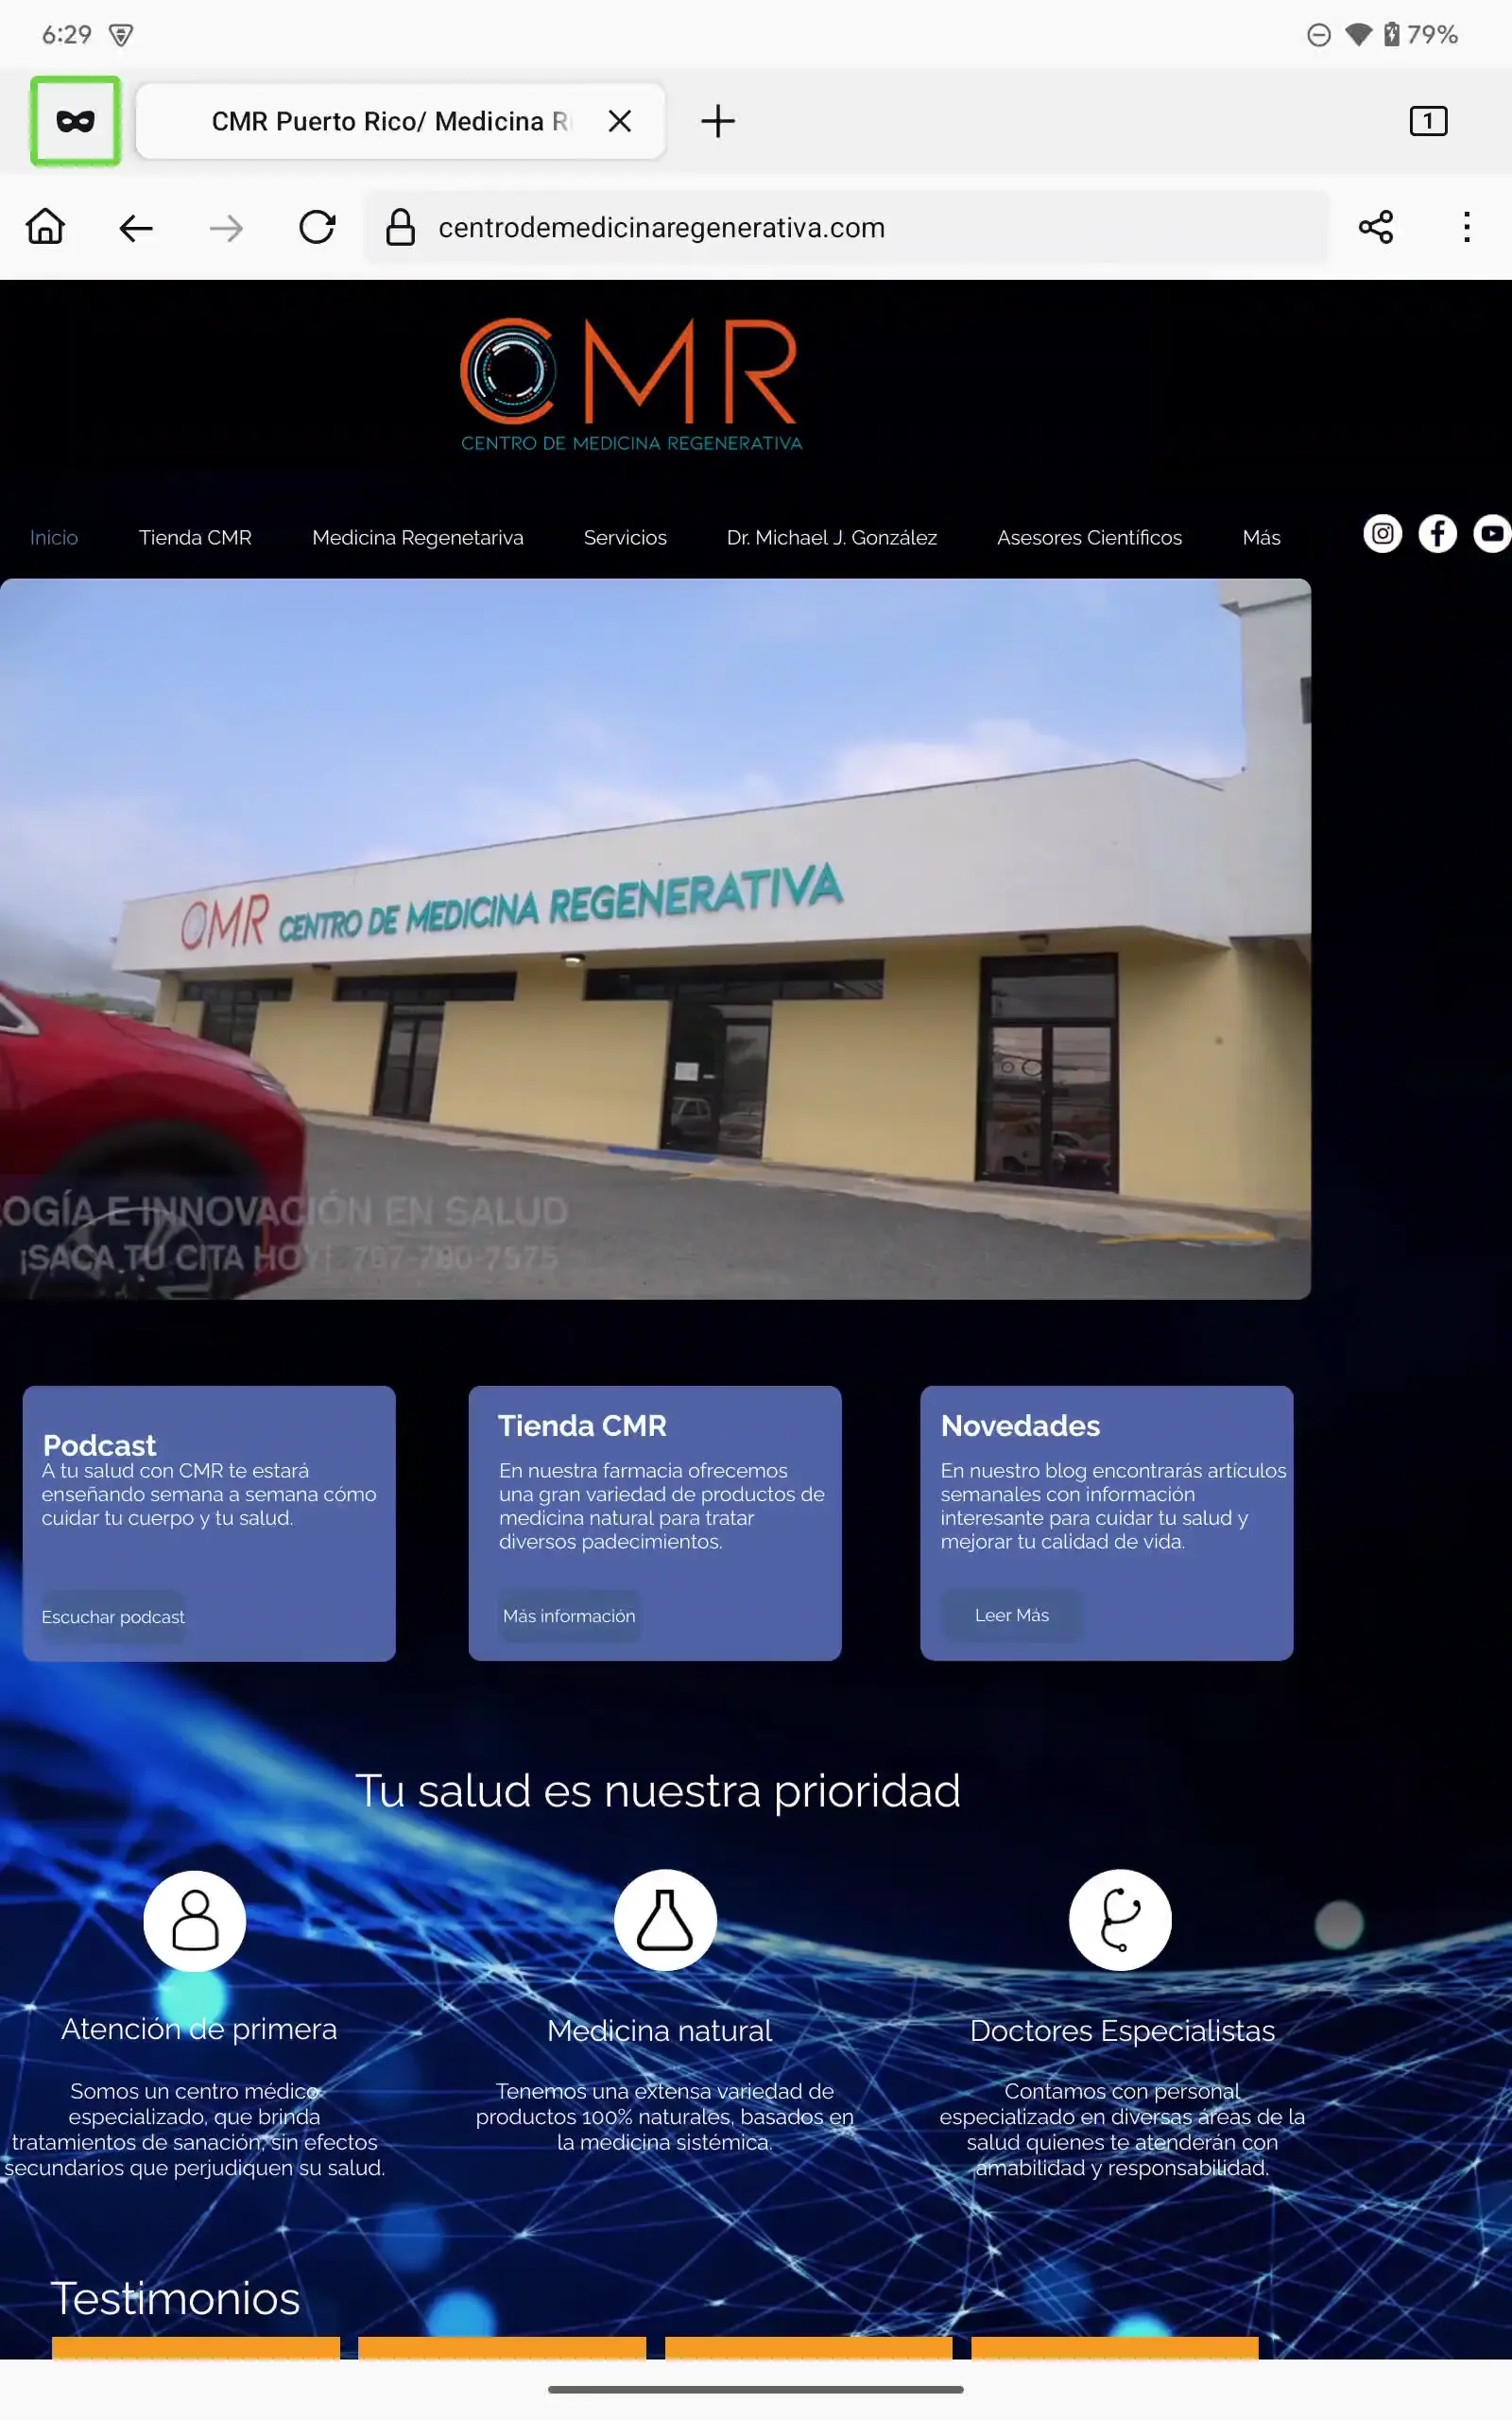 6:29
79%
CMR Puerto Rico/ Medicina R
1
centrodemedicinaregenerativa.com
CMR
CENTRO DE MEDICINA REGENERATIVA
Inicio Tienda CMR Medicina Regenetariva Servicios Dr. Michael J. González Asesores Científicos Más
CMR CENTRO DE MEDICINA REGENERATIVA
OGÍA E INNOVACIÓN EN SALUD
¡SACA TU CITA HOY! 787-780-7575
Podcast
A tu salud con CMR te estará
enseñando semana a semana cómo
cuidar tu cuerpo y tu salud.
Escuchar podcast
Tienda CMR
En nuestra farmacia ofrecemos
una gran variedad de productos de
medicina natural para tratar
diversos padecimientos.
Más información
Novedades
En nuestro blog encontrarás artículos
semanales con información
interesante para cuidar tu salud y
mejorar tu calidad de vida.
Leer Más
Tu salud es nuestra prioridad
Atención de primera
Somos un centro médico
especializado, que brinda
tratamientos de sanación, sin efectos
secundarios que perjudiquen su salud.
Medicina natural
Tenemos una extensa variedad de
productos 100% naturales, basados en
la medicina sistémica.
Doctores Especialistas
Contamos con personal
especializado en diversas áreas de la
salud quienes te atenderán con
amabilidad y responsabilidad.
Testimonios